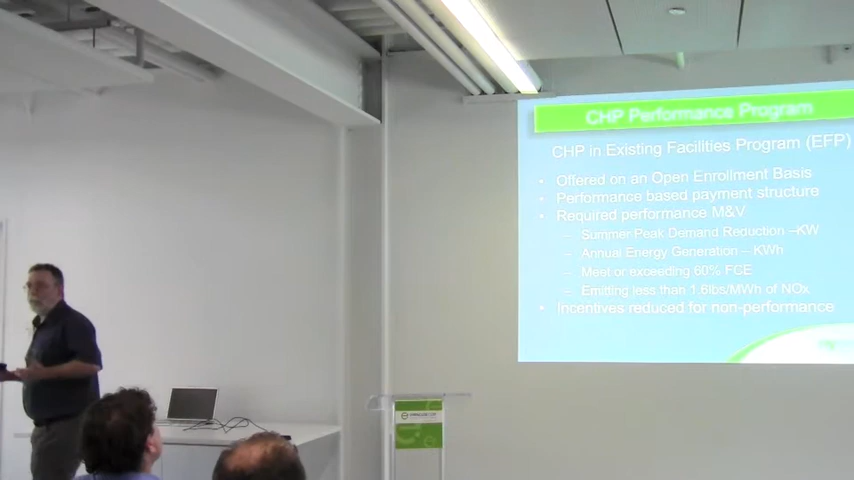 CHP Performance Program
CHP in Existing Facilities Program (EFP)
• Offered on an Open Enrollment Basis
• Performance based payment structure
• Required performance M&V
– Summer Peak Demand Reduction –KW
– Annual Energy Generation – KWh
– Meet or exceeding 60% FCE
– Emitting less than 1.6lbs/MWh of NOx
• Incentives reduced for non-performance